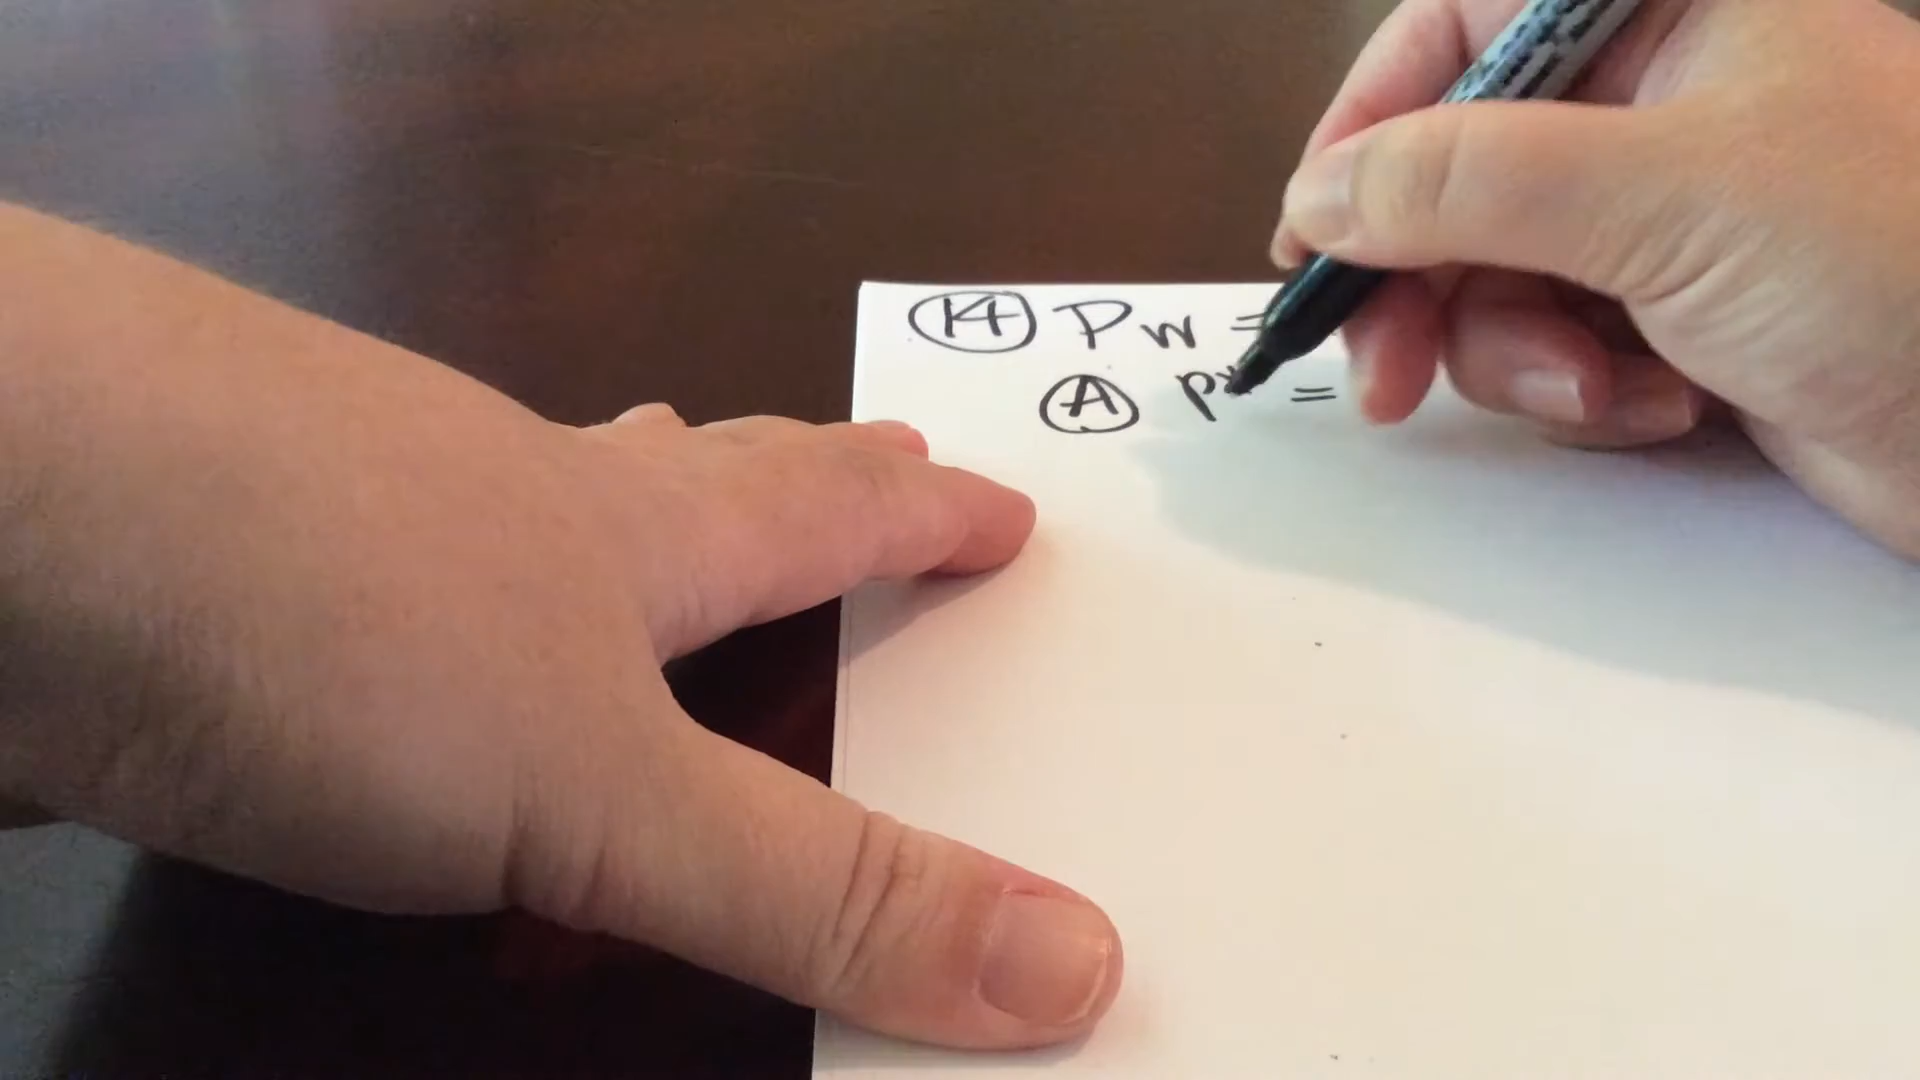 14 Pw =
A p =